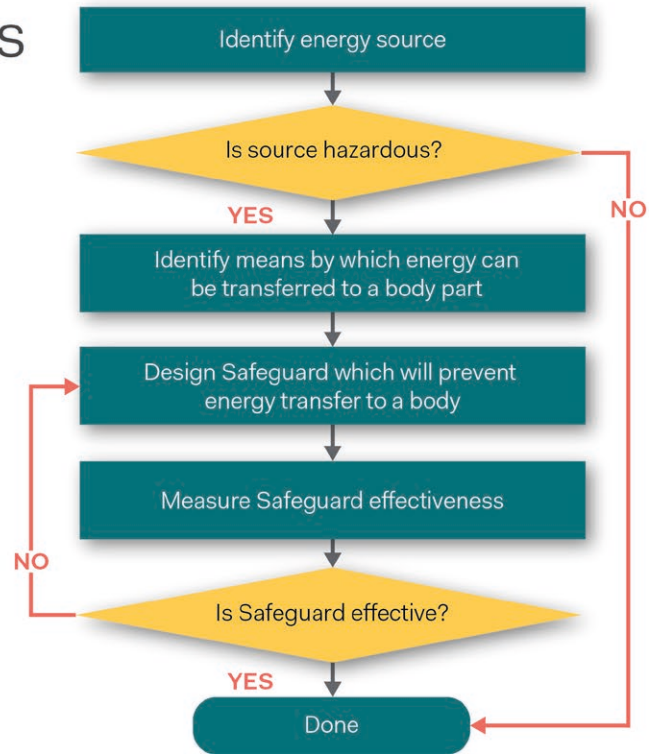 S
Identify energy source
Is source hazardous?
YES
NO
Identify means by which energy can
be transferred to a body part
Design Safeguard which will prevent
energy transfer to a body
Measure Safeguard effectiveness
NO
Is Safeguard effective?
YES
Done